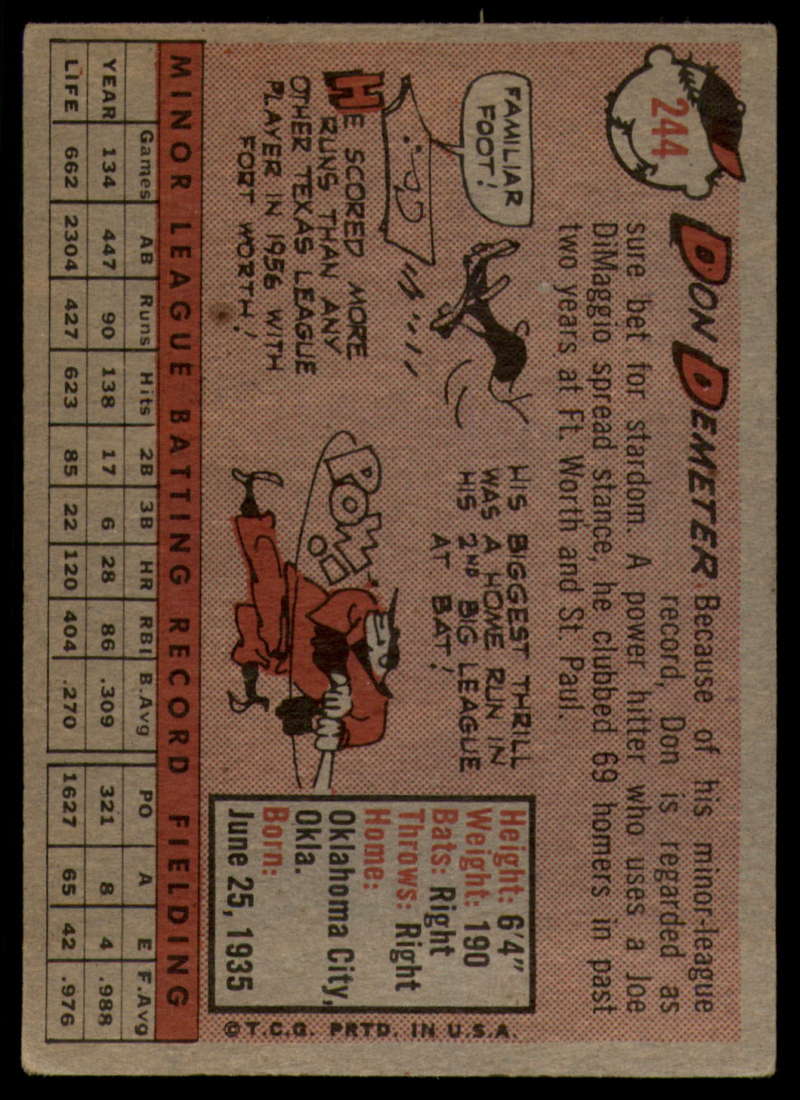 244
DON DEMETER Because of his minor-league
record, Don is regarded as
sure bet for stardom. A power hitter who uses a Joe
DiMaggio spread stance, he clubbed 69 homers in past
two years at Ft. Worth and St. Paul.
FAMILIAR
FOOT!
HE SCORED MORE
RUNS THAN ANY
OTHER TEXAS LEAGUE
PLAYER IN 1956 WITH
FORT WORTH!
HIS BIGGEST THRILL
WAS A HOME RUN IN
HIS 2ND BIG LEAGUE
AT BAT!
POW!
Height: 6'4"
Weight: 190
Bats: Right
Throws: Right
Home:
Oklahoma City,
Okla.
Born:
June 25, 1935
©T.C.G. PRTD. IN U.S.A.
MINOR LEAGUE BATTING RECORD FIELDING
Games AB Runs Hits 2B 3B HR RBI B.Avg PO A E F.Avg
YEAR 134 447 90 138 17 6 28 86 .309 321 8 4 .988
LIFE 662 2304 427 623 85 22 120 404 .270 1627 65 42 .976